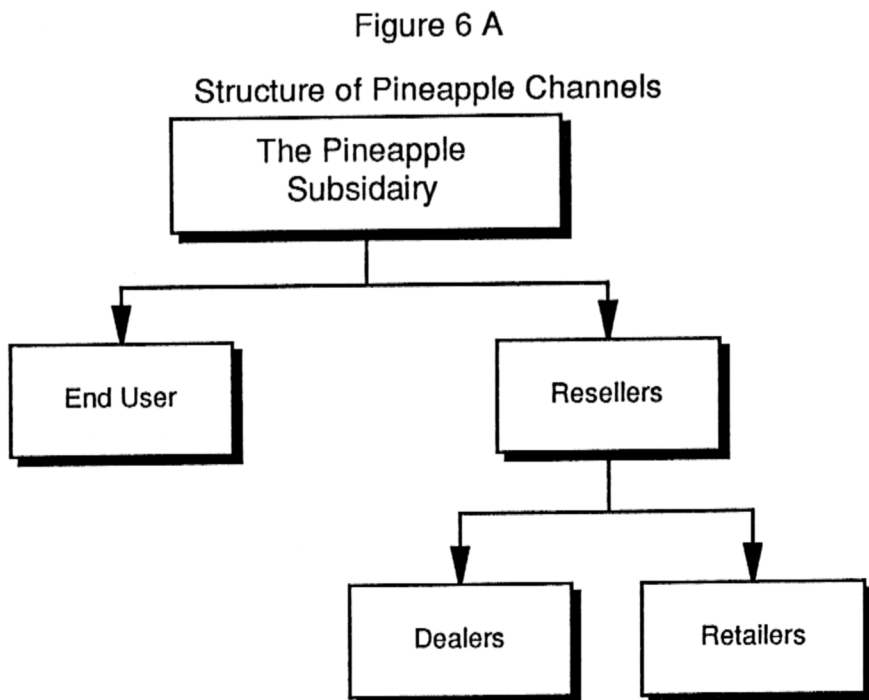 Figure 6 A
Structure of Pineapple Channels
The Pineapple
Subsidairy
End User
Resellers
Dealers
Retailers